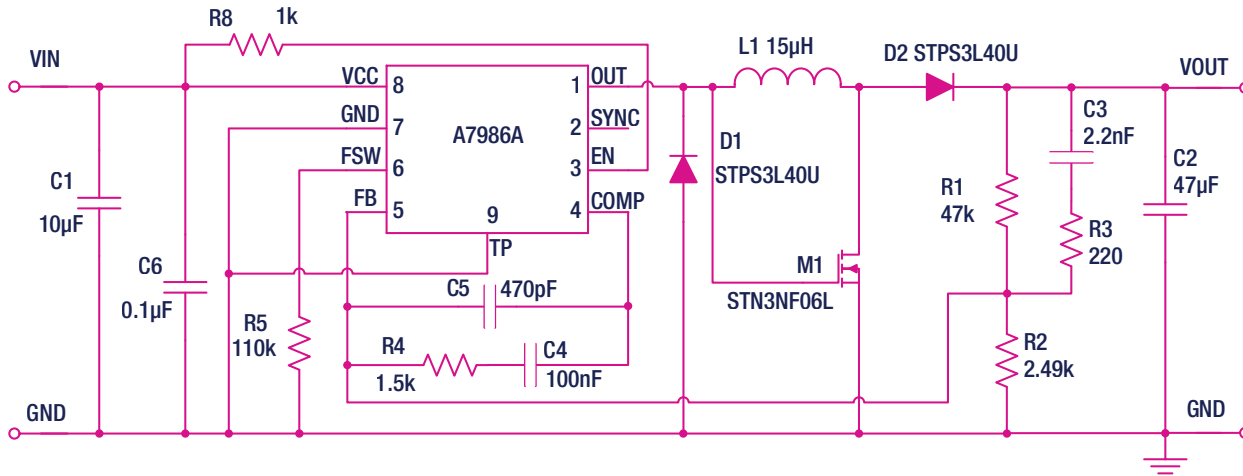 R8 1k
VIN
L1 15µH
D2 STPS3L40U
VOUT
VCC 8
1 OUT
GND 7
A7986A
2 SYNC
FSW 6
3 EN
FB 5
4 COMP
9
TP
C1
10µF
C6
0.1µF
R5
110k
C5 470pF
R4
1.5k
C4
100nF
D1
STPS3L40U
M1
STN3NF06L
R1
47k
C3
2.2nF
R3
220
C2
47µF
R2
2.49k
GND
GND